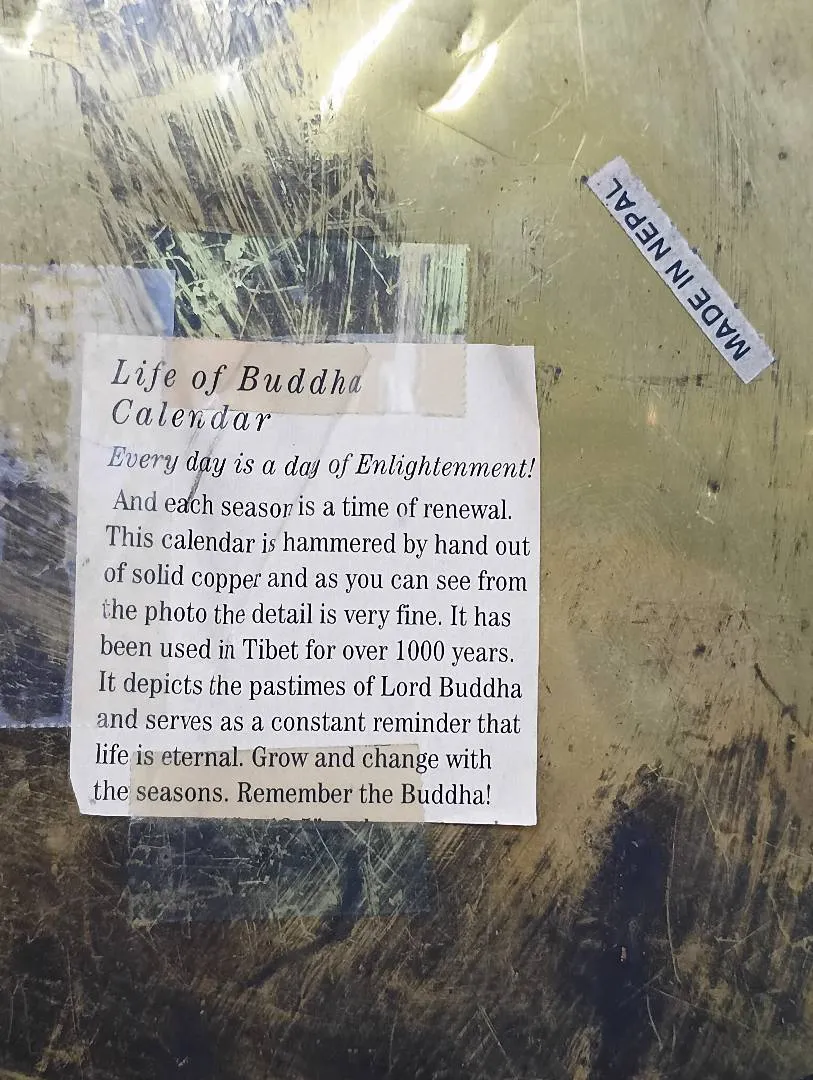 Life of Buddha
Calendar
Every day is a day of Enlightenment!
And each season is a time of renewal.
This calendar is hammered by hand out
of solid copper and as you can see from
the photo the detail is very fine. It has
been used in Tibet for over 1000 years.
It depicts the pastimes of Lord Buddha
and serves as a constant reminder that
life is eternal. Grow and change with
the seasons. Remember the Buddha!
MADE IN NEPAL